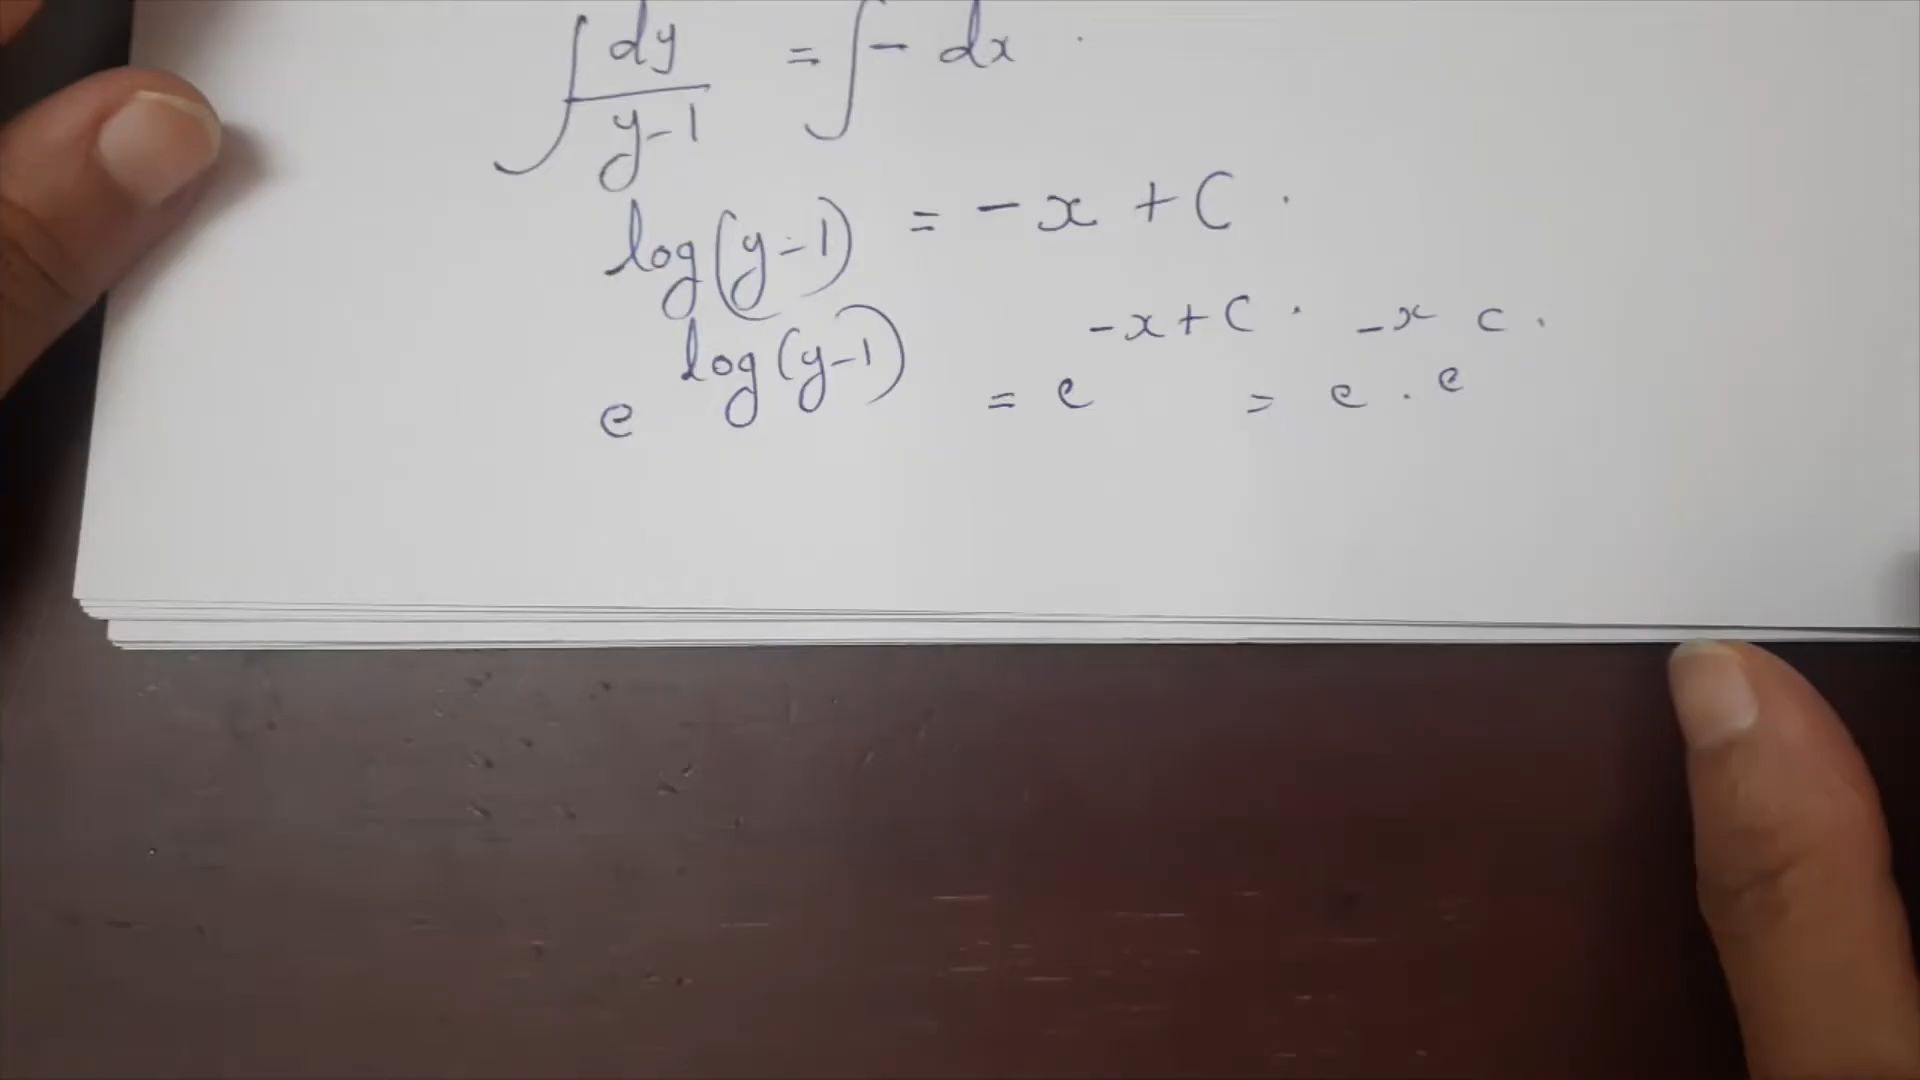 ∫ dy/(y-1) = ∫ - dx .
log(y-1) = -x + C .
e^log(y-1) = e^(-x+C) . = e^(-x) . e^c .